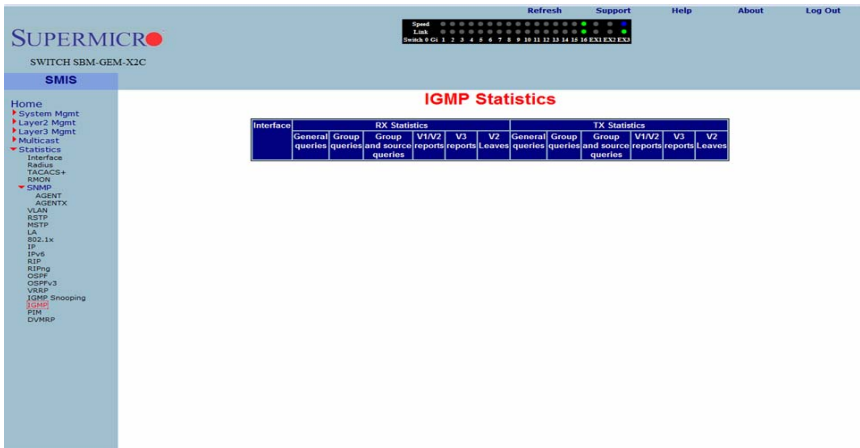 Refresh Support Help About Log Out
SUPERMICRO
SWITCH SBM-GEM-X2C
Speed
Link
Switch 0 Gi 1 2 3 4 5 6 7 8 9 10 11 12 13 14 15 16 EX1 EX2 EX3
SMIS
Home
System Mgmt
Layer2 Mgmt
Layer3 Mgmt
Multicast
Statistics
Interface
Radius
TACACS+
RMON
SNMP
AGENT
AGENTX
VLAN
RSTP
MSTP
LA
802.1x
IP
IPv6
RIP
RIPng
OSPF
OSPFv3
VRRP
IGMP Snooping
IGMP
PIM
DVMRP
IGMP Statistics
Interface RX Statistics TX Statistics
General queries Group queries Group and source queries V1/V2 reports V3 reports V2 Leaves General queries Group queries Group and source queries V1/V2 reports V3 reports V2 Leaves